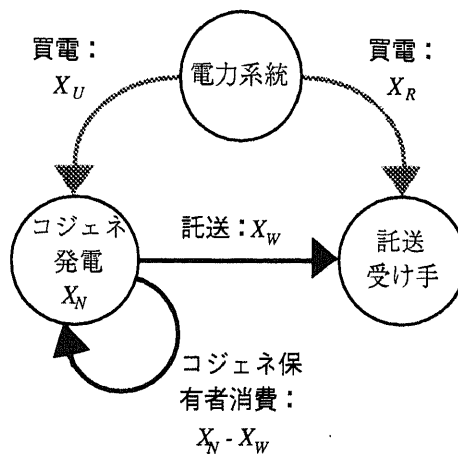 買電：
X_U
電力系統
買電：
X_R
コジェネ
発電
X_N
託送：X_W
託送
受け手
コジェネ保
有者消費：
X_N - X_W